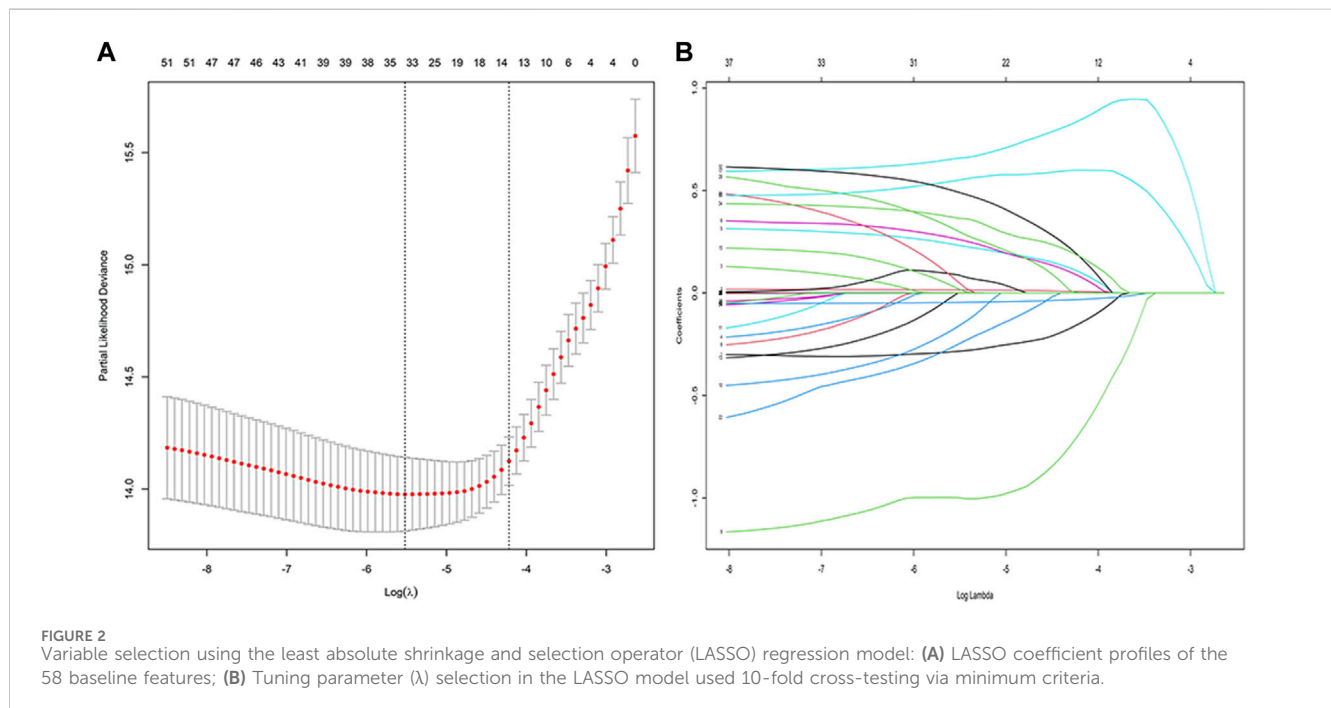 A
51 51 47 47 46 43 41 39 39 38 35 33 25 19 18 14 13 10 6 4 4 0
15.5
15.0
14.5
14.0
Partial Likelihood Deviance
-8 -7 -6 -5 -4 -3
Log(λ)
B
37 33 31 22 12 4
1.0
0.5
0.0
-0.5
-1.0
Coefficients
-8 -7 -6 -5 -4 -3
Log Lambda
FIGURE 2
Variable selection using the least absolute shrinkage and selection operator (LASSO) regression model: (A) LASSO coefficient profiles of the
58 baseline features; (B) Tuning parameter (λ) selection in the LASSO model used 10-fold cross-testing via minimum criteria.